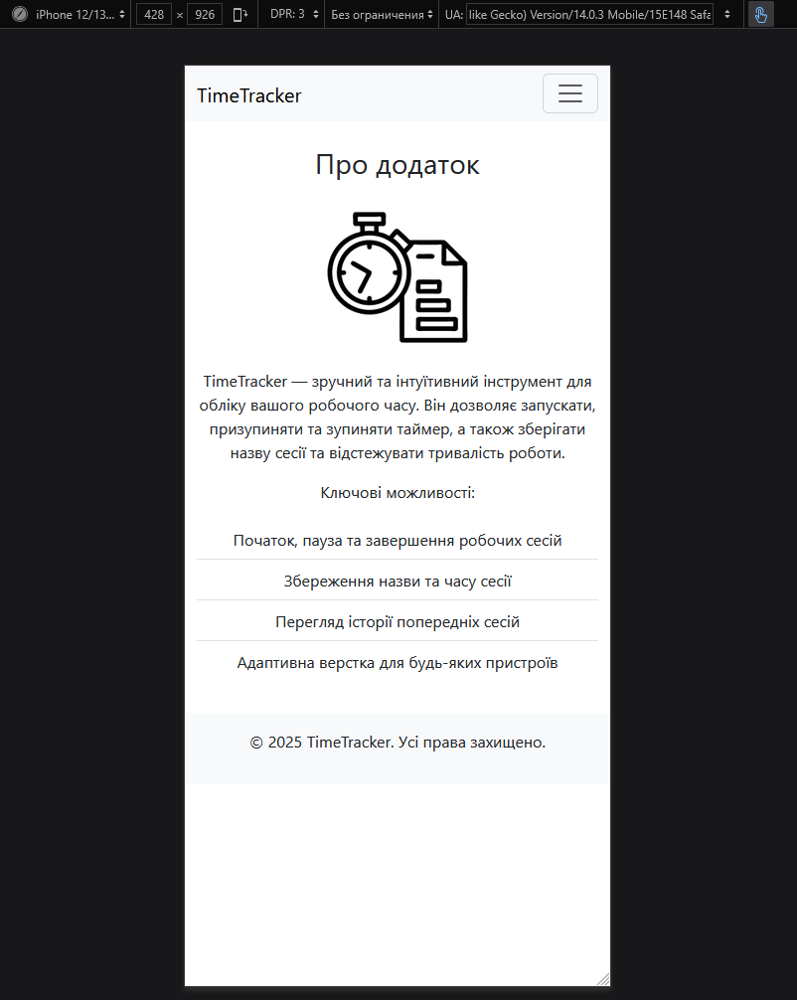 iPhone 12/13... 428 × 926 DPR: 3 Без ограничения UA: like Gecko) Version/14.0.3 Mobile/15E148 Safa
TimeTracker
Про додаток
TimeTracker — зручний та інтуїтивний інструмент для
обліку вашого робочого часу. Він дозволяє запускати,
призупиняти та зупиняти таймер, а також зберігати
назву сесії та відстежувати тривалість роботи.
Ключові можливості:
Початок, пауза та завершення робочих сесій
Збереження назви та часу сесії
Перегляд історії попередніх сесій
Адаптивна верстка для будь-яких пристроїв
© 2025 TimeTracker. Усі права захищено.